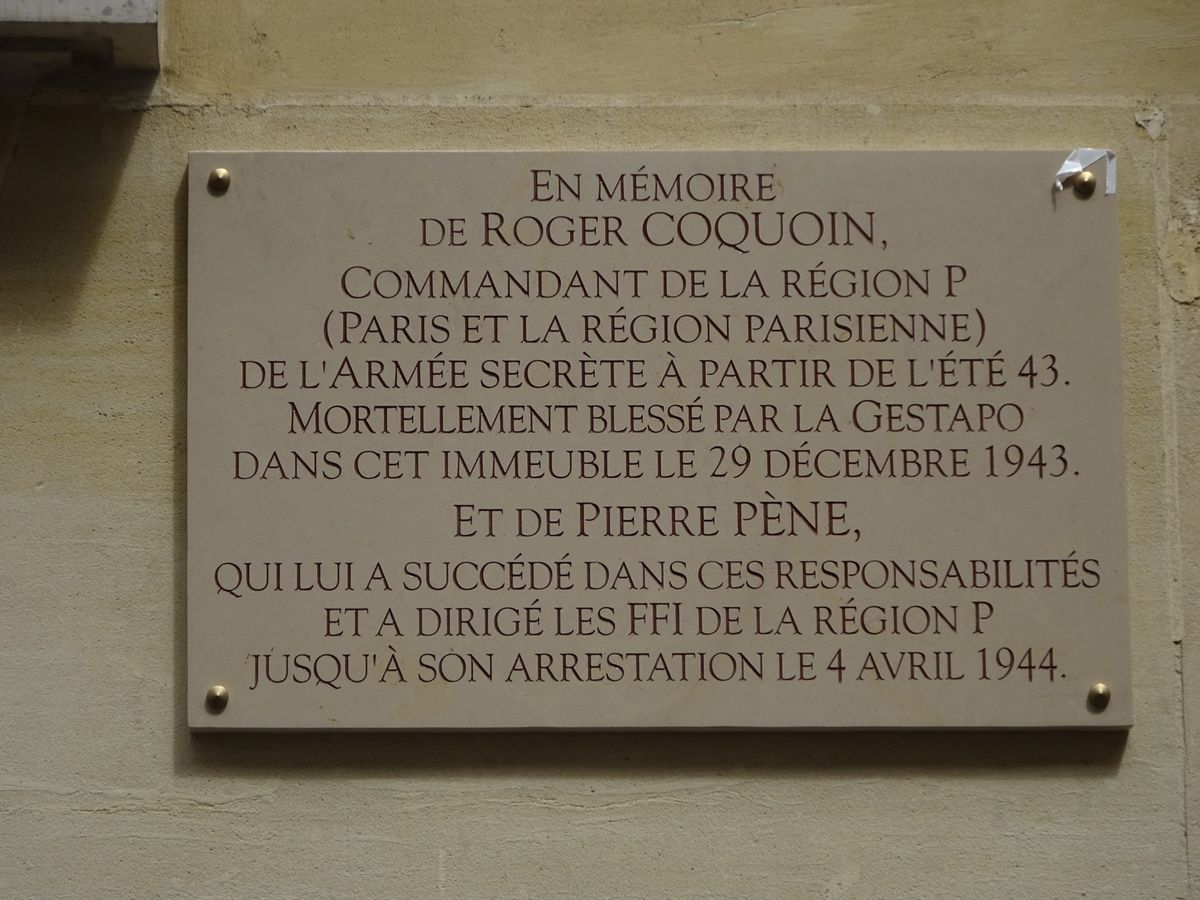 En mémoire
de Roger COQUOIN,
Commandant de la région P
(Paris et la région parisienne)
de l'Armée secrète à partir de l'été 43.
Mortellement blessé par la Gestapo
dans cet immeuble le 29 décembre 1943.
Et de Pierre PÈNE,
qui lui a succédé dans ces responsabilités
et a dirigé les FFI de la région P
jusqu'à son arrestation le 4 avril 1944.